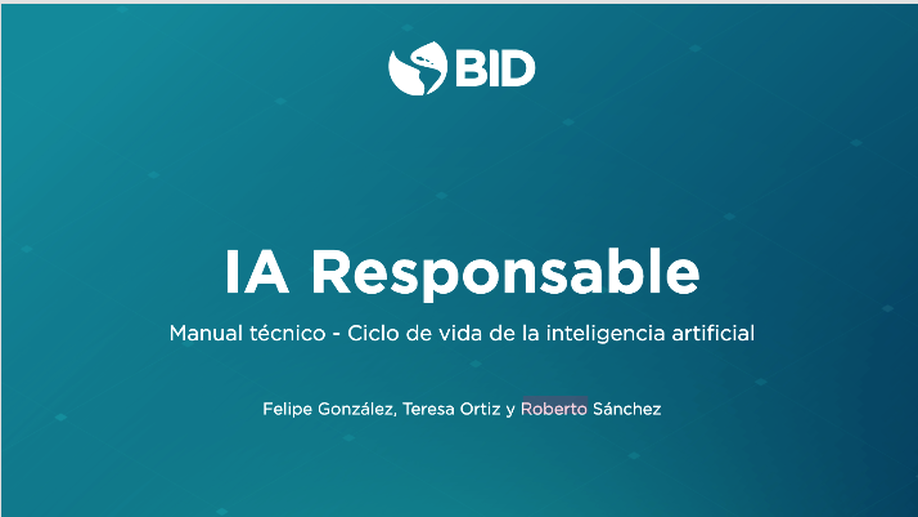 BID
IA Responsable
Manual técnico - Ciclo de vida de la inteligencia artificial
Felipe González, Teresa Ortiz y Roberto Sánchez